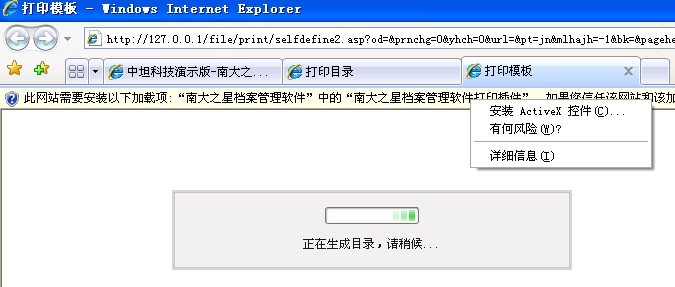 打印模板 - Windows Internet Explorer
http://127.0.0.1/file/print/selfdefine2.asp?od=&prnchg=0&yhch=0&url=&pt=jn&mlhajh=-1&bk=&pagehe
中坦科技演示版-南大之...
打印目录
打印模板
此网站需要安装以下加载项:“南大之星档案管理软件”中的“南大之星档案管理软件打印插件”。如果您信任该网站和该加
安装 ActiveX 控件(C)...
有何风险(W)?
详细信息(I)
正在生成目录，请稍候...